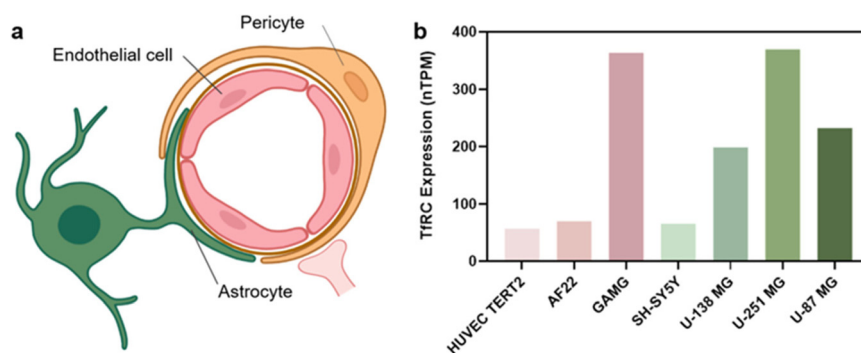 a
Pericyte
Endothelial cell
Astrocyte
b
TfRC Expression (nTPM)
400
300
200
100
0
HUVEC TERT2
AF22
GAMG
SH-SY5Y
U-138 MG
U-251 MG
U-87 MG